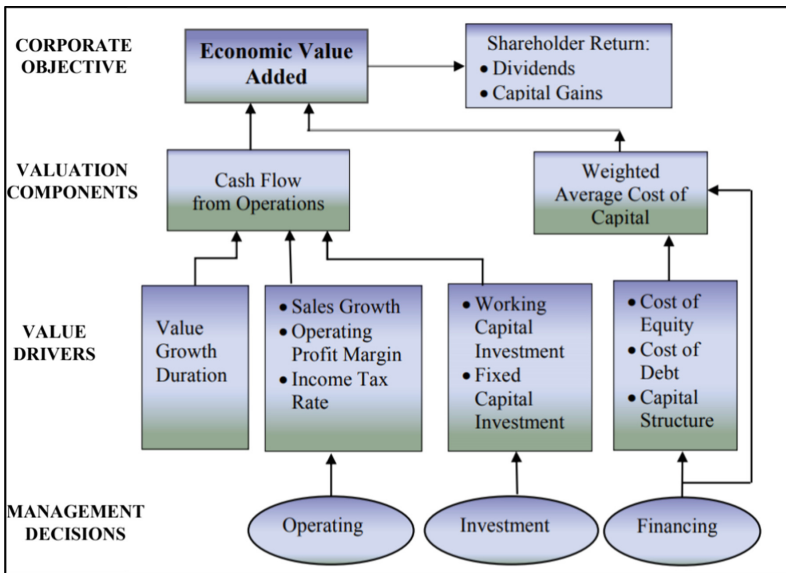 CORPORATE
OBJECTIVE
Economic Value
Added
Shareholder Return:
• Dividends
• Capital Gains
VALUATION
COMPONENTS
Cash Flow
from Operations
Weighted
Average Cost of
Capital
VALUE
DRIVERS
Value
Growth
Duration
• Sales Growth
• Operating
Profit Margin
• Income Tax
Rate
• Working
Capital
Investment
• Fixed
Capital
Investment
• Cost of
Equity
• Cost of
Debt
• Capital
Structure
MANAGEMENT
DECISIONS
Operating
Investment
Financing